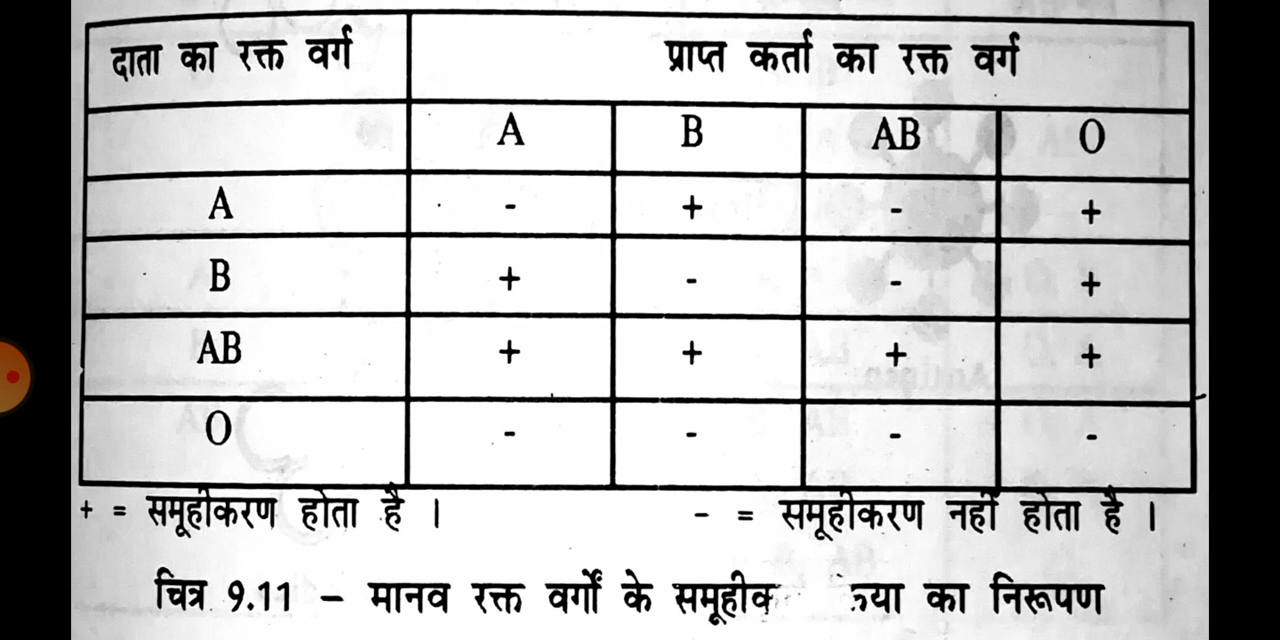 दाता का रक्त वर्ग प्राप्त कर्ता का रक्त वर्ग
A B AB O
A - + - +
B + - - +
AB + + + +
O - - - -
+ = समूहीकरण होता है । - = समूहीकरण नहीं होता है ।
चित्र 9.11 – मानव रक्त वर्गों के का निरूपण